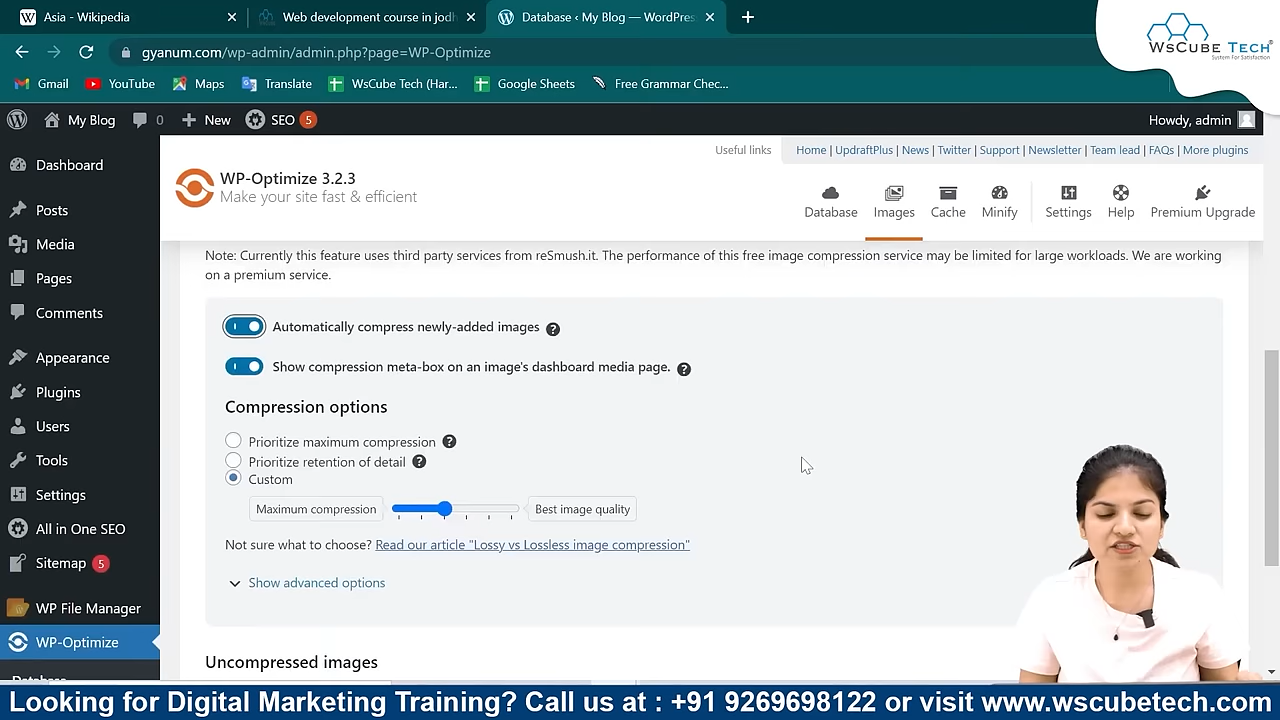 Asia - Wikipedia
Web development course in jodh
Database ‹ My Blog — WordPres
WsCube Tech
System For Satisfaction
gyanum.com/wp-admin/admin.php?page=WP-Optimize
Gmail YouTube Maps Translate WsCube Tech (Har... Google Sheets Free Grammar Chec...
My Blog 0 New SEO 5 Howdy, admin
Useful links Home | UpdraftPlus | News | Twitter | Support | Newsletter | Team lead | FAQs | More plugins
WP-Optimize 3.2.3
Make your site fast & efficient
Database Images Cache Minify Settings Help Premium Upgrade
Dashboard
Posts
Media
Pages
Comments
Appearance
Plugins
Users
Tools
Settings
All in One SEO
Sitemap 5
WP File Manager
WP-Optimize
Database
Note: Currently this feature uses third party services from reSmush.it. The performance of this free image compression service may be limited for large workloads. We are working
on a premium service.
Automatically compress newly-added images ?
Show compression meta-box on an image's dashboard media page. ?
Compression options
Prioritize maximum compression ?
Prioritize retention of detail ?
Custom
Maximum compression Best image quality
Not sure what to choose? Read our article "Lossy vs Lossless image compression"
Show advanced options
Uncompressed images
Looking for Digital Marketing Training? Call us at : +91 9269698122 or visit www.wscubetech.com